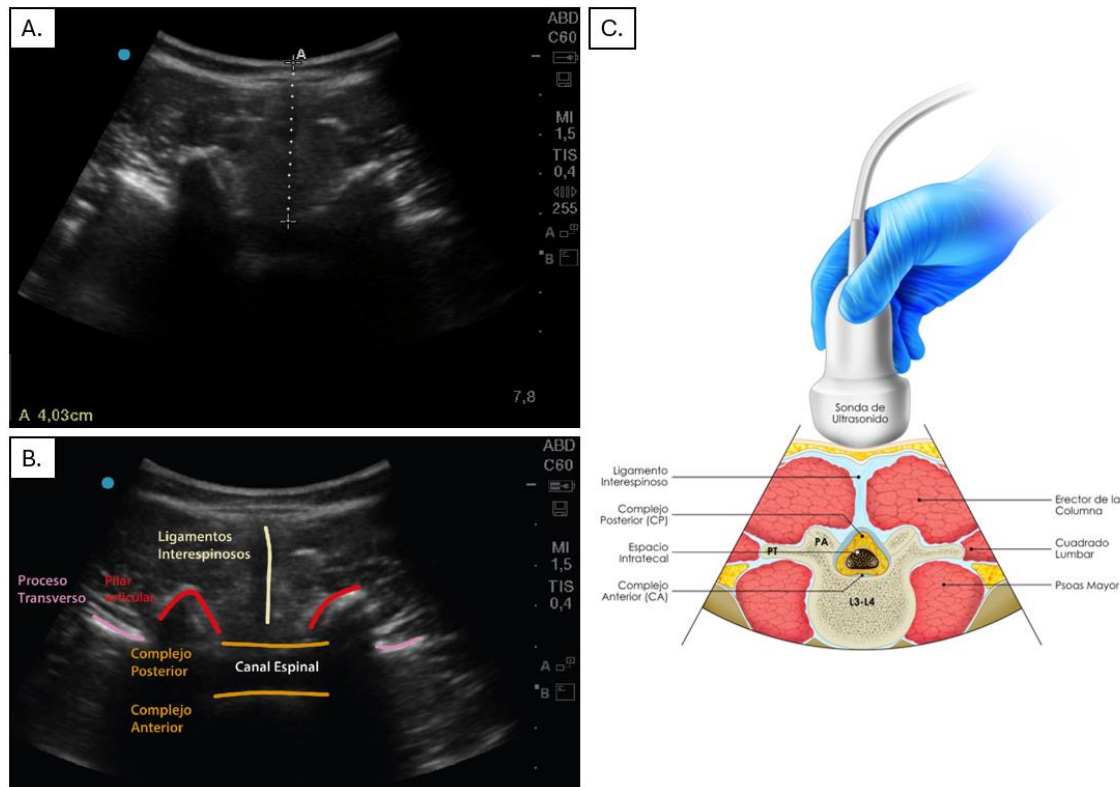 A.
A
ABD
C60
MI
1,5
TIS
0,4
255
A
B
7,8
A 4,03cm
B.
ABD
C60
MI
1,5
TIS
0,4
A
B
Ligamentos
Interespinosos
Proceso
Transverso
Pilar
Articular
Complejo
Posterior
Canal Espinal
Complejo
Anterior
C.
Sonda de
Ultrasonido
Ligamento
Interespinoso
Complejo
Posterior (CP)
Espacio
Intratecal
Complejo
Anterior (CA)
PT
PA
L3-L4
Erector de la
Columna
Cuadrado
Lumbar
Psoas Mayor